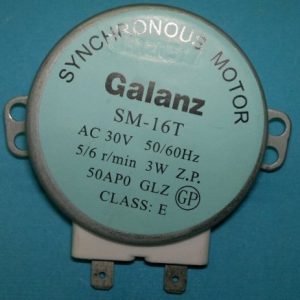 SYNCHRONOUS MOTOR
Galanz
SM-16T
AC 30V 50/60Hz
5/6 r/min 3W Z.P.
50AP0 GLZ GP
CLASS: E